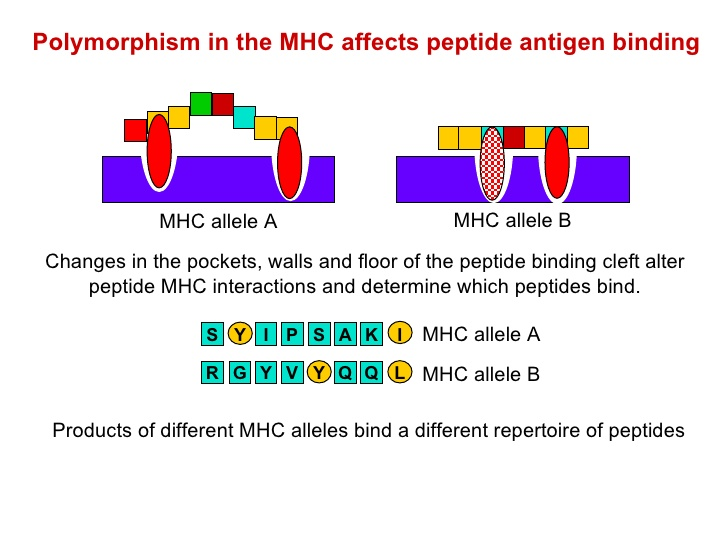 Polymorphism in the MHC affects peptide antigen binding
MHC allele A
MHC allele B
Changes in the pockets, walls and floor of the peptide binding cleft alter
peptide MHC interactions and determine which peptides bind.
S Y I P S A K I MHC allele A
R G Y V Y Q Q L MHC allele B
Products of different MHC alleles bind a different repertoire of peptides